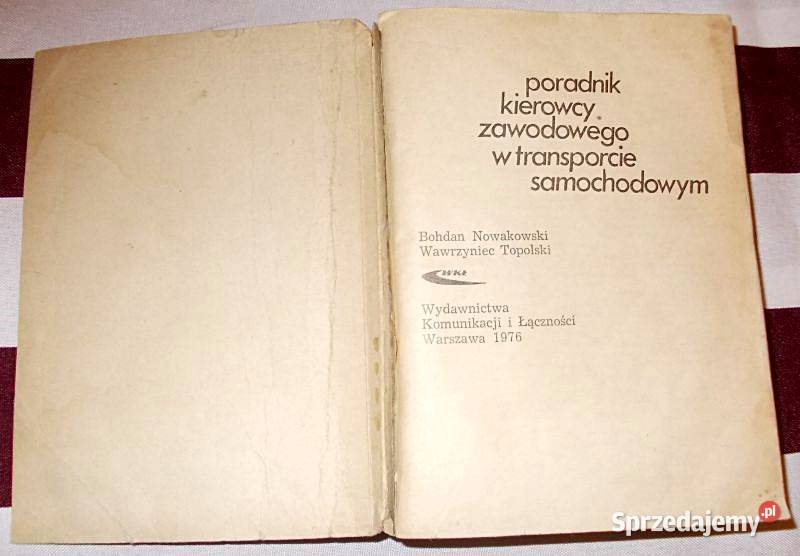 poradnik
kierowcy
zawodowego
w transporcie
samochodowym
Bohdan Nowakowski
Wawrzyniec Topolski
WKŁ
Wydawnictwa
Komunikacji i Łączności
Warszawa 1976
Sprzedajemy.pl